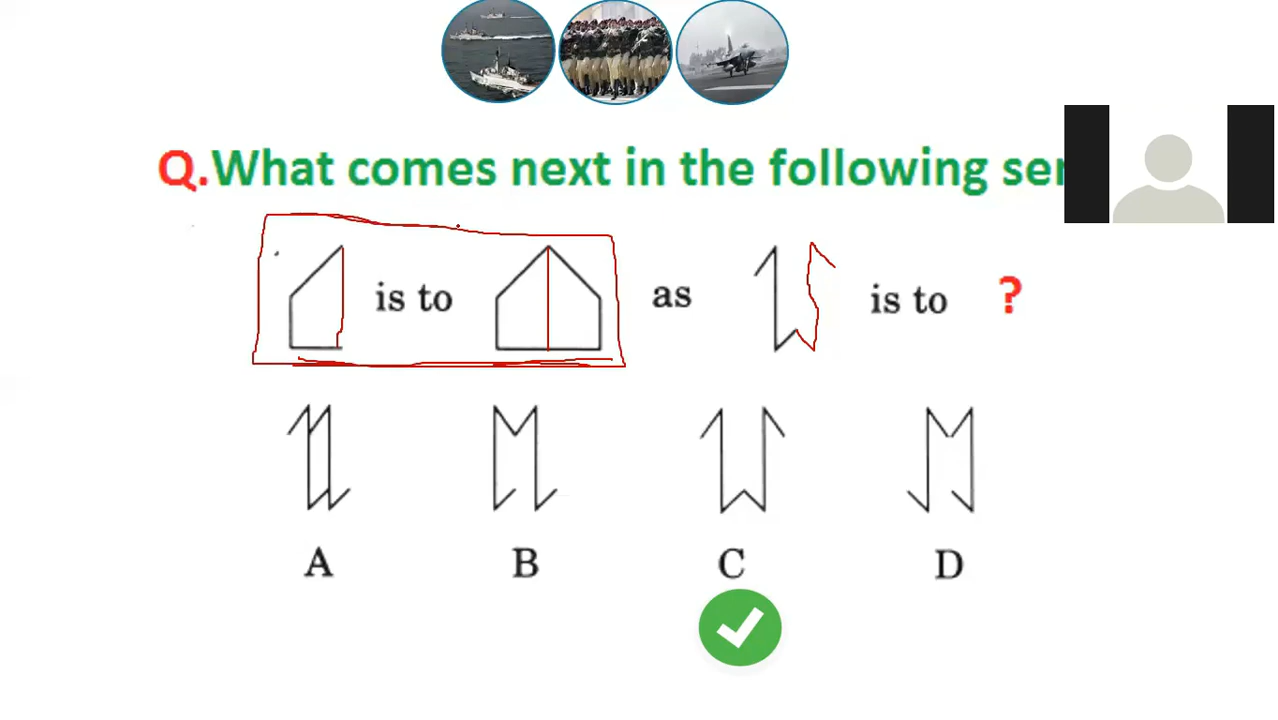 Q.What comes next in the following ser
is to as is to ?
A B C D